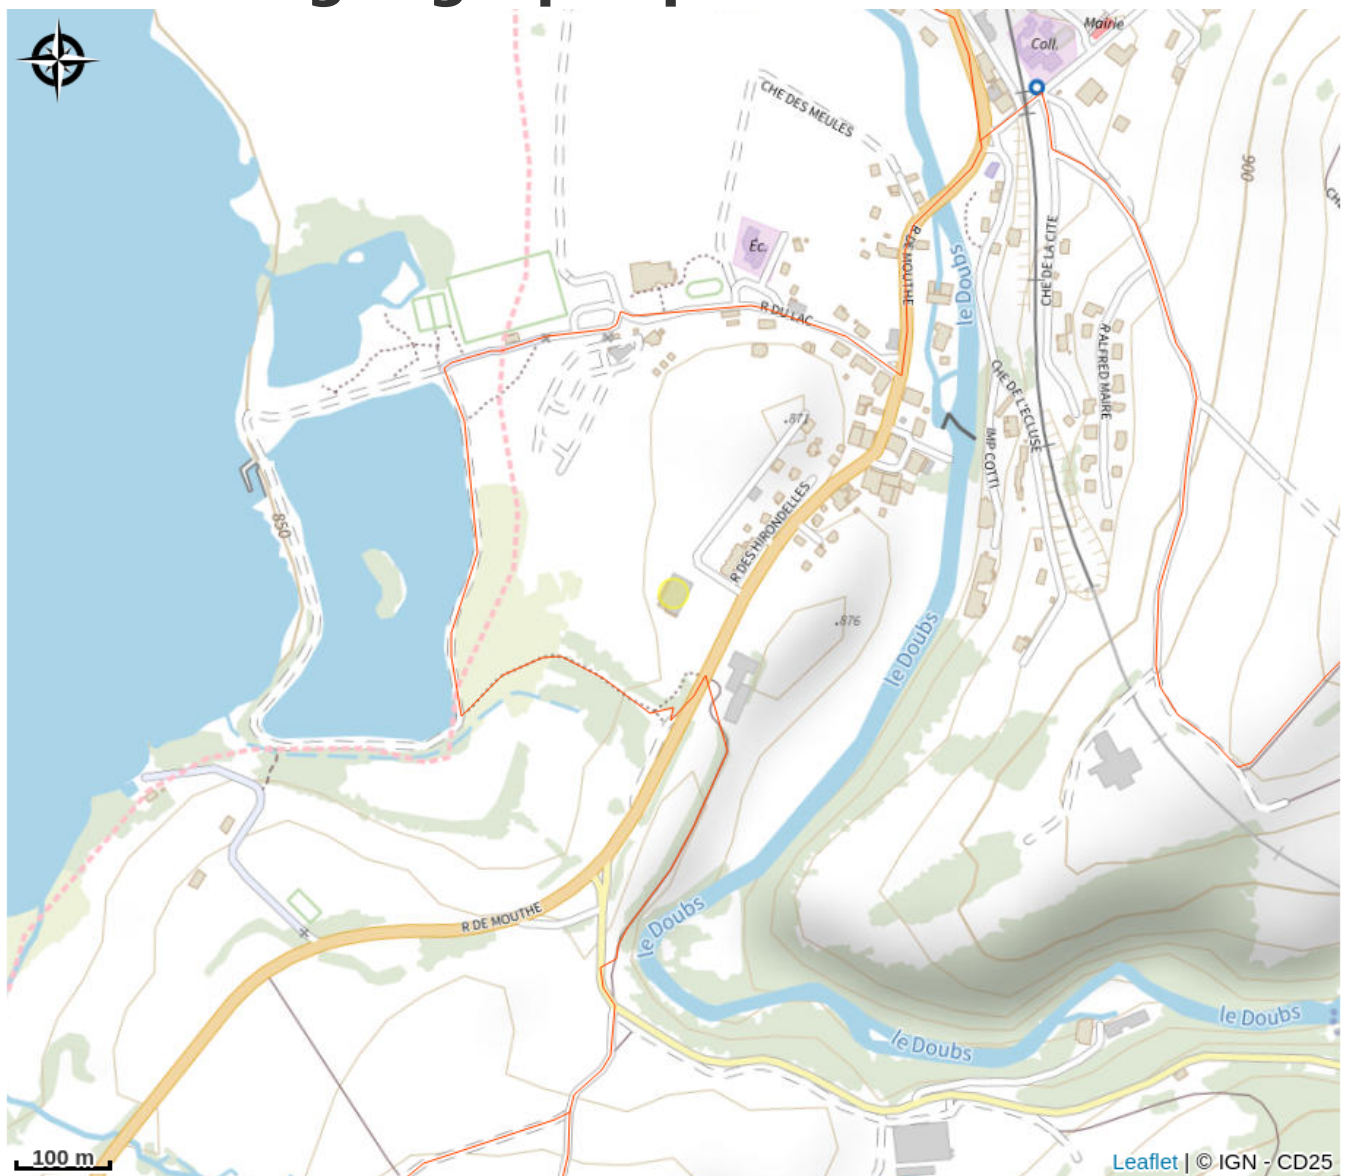 Mairie
Coll.
CHE DES MEULES
900
Éc.
R DE MOUTHE
le Doubs
CHE DE LA CITE
R DU LAC
R ALFRED MAIRE
CHE DE L'ECLUSE
.871
IMP COTTI
850
R DES HIRONDELLES
.876
le Doubs
R DE MOUTHE
le Doubs
le Doubs
le Doubs
100 m
Leaflet | © IGN - CD25